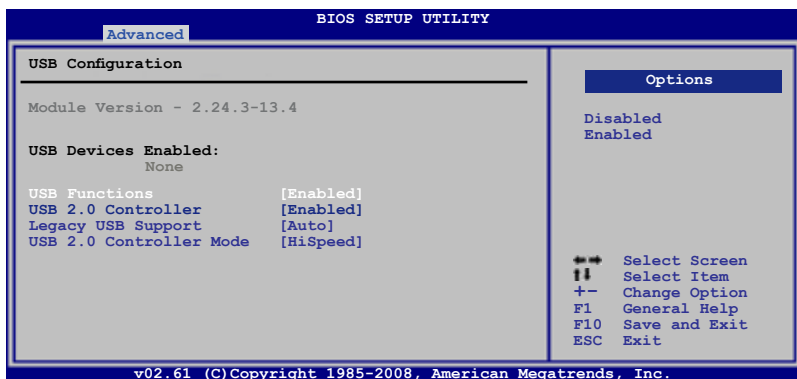 BIOS SETUP UTILITY
Advanced
USB Configuration
Module Version - 2.24.3-13.4
USB Devices Enabled:
None
USB Functions [Enabled]
USB 2.0 Controller [Enabled]
Legacy USB Support [Auto]
USB 2.0 Controller Mode [HiSpeed]
Options
Disabled
Enabled
←→ Select Screen
↑↓ Select Item
+- Change Option
F1 General Help
F10 Save and Exit
ESC Exit
v02.61 (C)Copyright 1985-2008, American Megatrends, Inc.